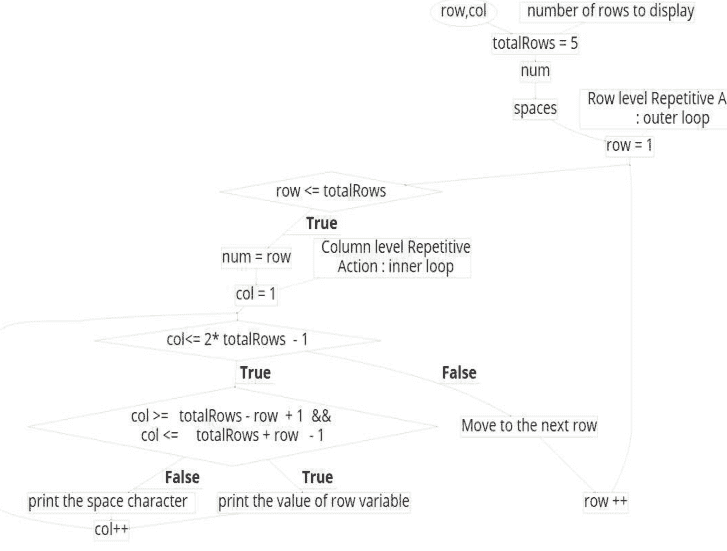 row,col
number of rows to display
totalRows = 5
num
spaces
Row level Repetitive A
: outer loop
row = 1
row <= totalRows
True
num = row
Column level Repetitive
Action : inner loop
col = 1
col<= 2* totalRows - 1
True
False
col >= totalRows - row + 1 &&
col <= totalRows + row - 1
Move to the next row
False
True
print the space character
print the value of row variable
row ++
col++